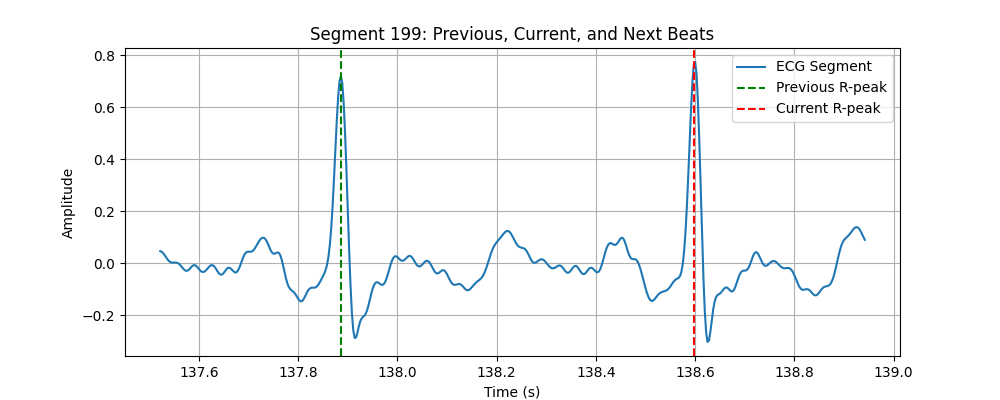 Segment 199: Previous, Current, and Next Beats
ECG Segment
Previous R-peak
Current R-peak
Amplitude
0.8
0.6
0.4
0.2
0.0
−0.2
137.6 137.8 138.0 138.2 138.4 138.6 138.8 139.0
Time (s)